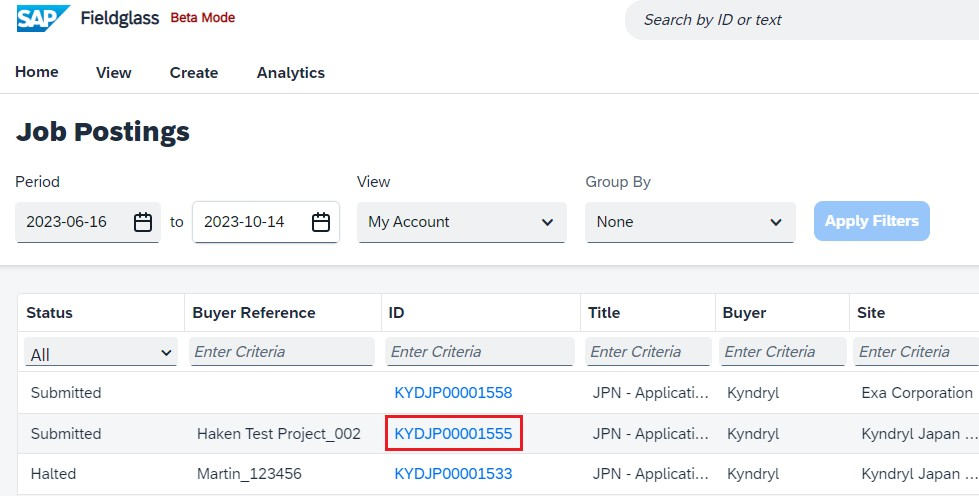 SAP Fieldglass Beta Mode Search by ID or text
Home View Create Analytics
Job Postings
Period View Group By
2023-06-16 to 2023-10-14 My Account None Apply Filters
Status Buyer Reference ID Title Buyer Site
All Enter Criteria Enter Criteria Enter Criteria Enter Criteria Enter Criteria
Submitted KYDJP00001558 JPN - Applicati... Kyndryl Exa Corporation
Submitted Haken Test Project_002 KYDJP00001555 JPN - Applicati... Kyndryl Kyndryl Japan ...
Halted Martin_123456 KYDJP00001533 JPN - Applicati... Kyndryl Kyndryl Japan ...